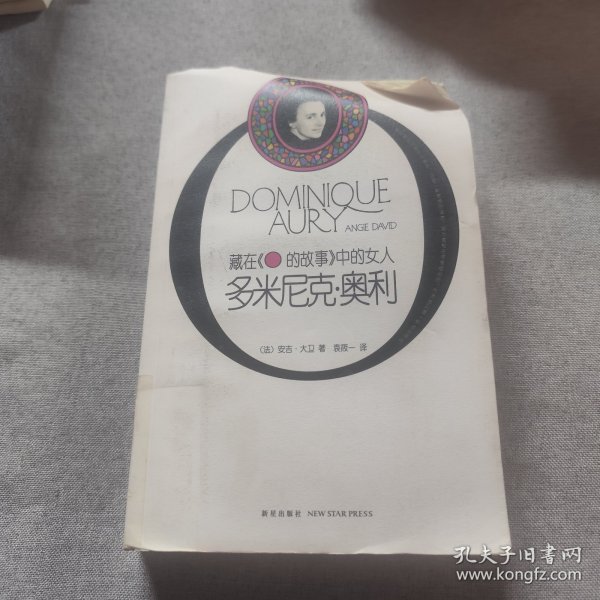 DOMINIQUE
AURY
ANGIE DAVID
藏在《O的故事》中的女人
多米尼克·奥利
〔法〕安吉·大卫 著 袁筱一 译
新星出版社 NEW STAR PRESS
孔夫子旧书网
www.kongfz.com